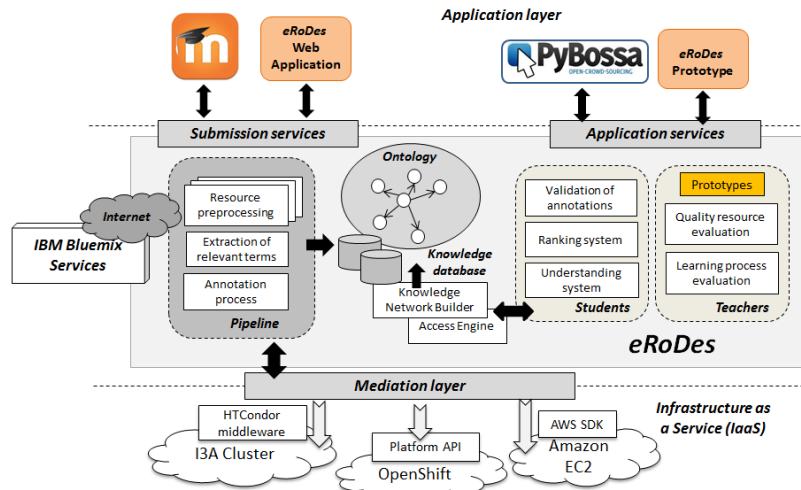 Application layer
m
eRoDes
Web
Application
PyBossa
OPEN-CROWD-SOURCING
eRoDes
Prototype
Submission services
Application services
Ontology
Resource
preprocessing
Extraction of
relevant terms
Annotation
process
Pipeline
Internet
IBM Bluemix
Services
Knowledge
database
Knowledge
Network Builder
Access Engine
Validation of
annotations
Ranking system
Understanding
system
Students
Prototypes
Quality resource
evaluation
Learning process
evaluation
Teachers
eRoDes
Mediation layer
HTCondor
middleware
I3A Cluster
Platform API
OpenShift
AWS SDK
Amazon
EC2
Infrastructure as
a Service (IaaS)